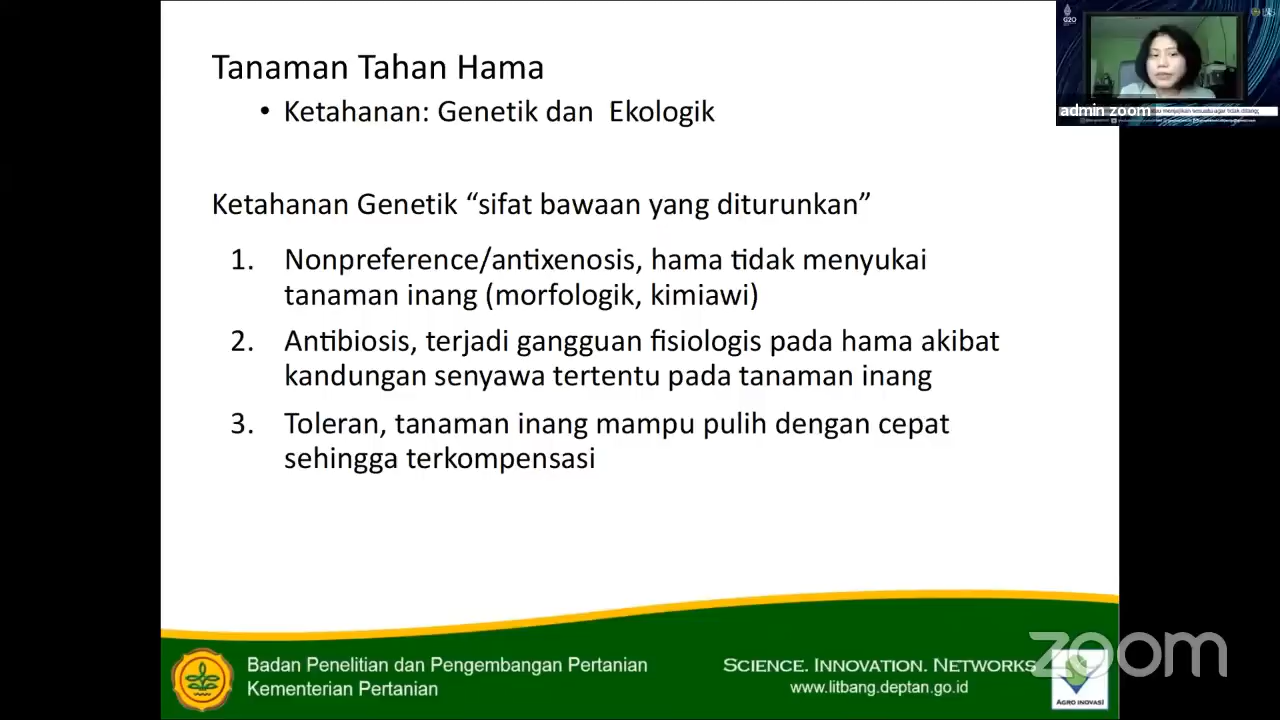 Tanaman Tahan Hama
• Ketahanan: Genetik dan Ekologik
Ketahanan Genetik “sifat bawaan yang diturunkan”
1. Nonpreference/antixenosis, hama tidak menyukai
tanaman inang (morfologik, kimiawi)
2. Antibiosis, terjadi gangguan fisiologis pada hama akibat
kandungan senyawa tertentu pada tanaman inang
3. Toleran, tanaman inang mampu pulih dengan cepat
sehingga terkompensasi
Badan Penelitian dan Pengembangan Pertanian
Kementerian Pertanian
SCIENCE. INNOVATION. NETWORKS
www.litbang.deptan.go.id
AGRO INOVASI
zoom
G20
admin zoom